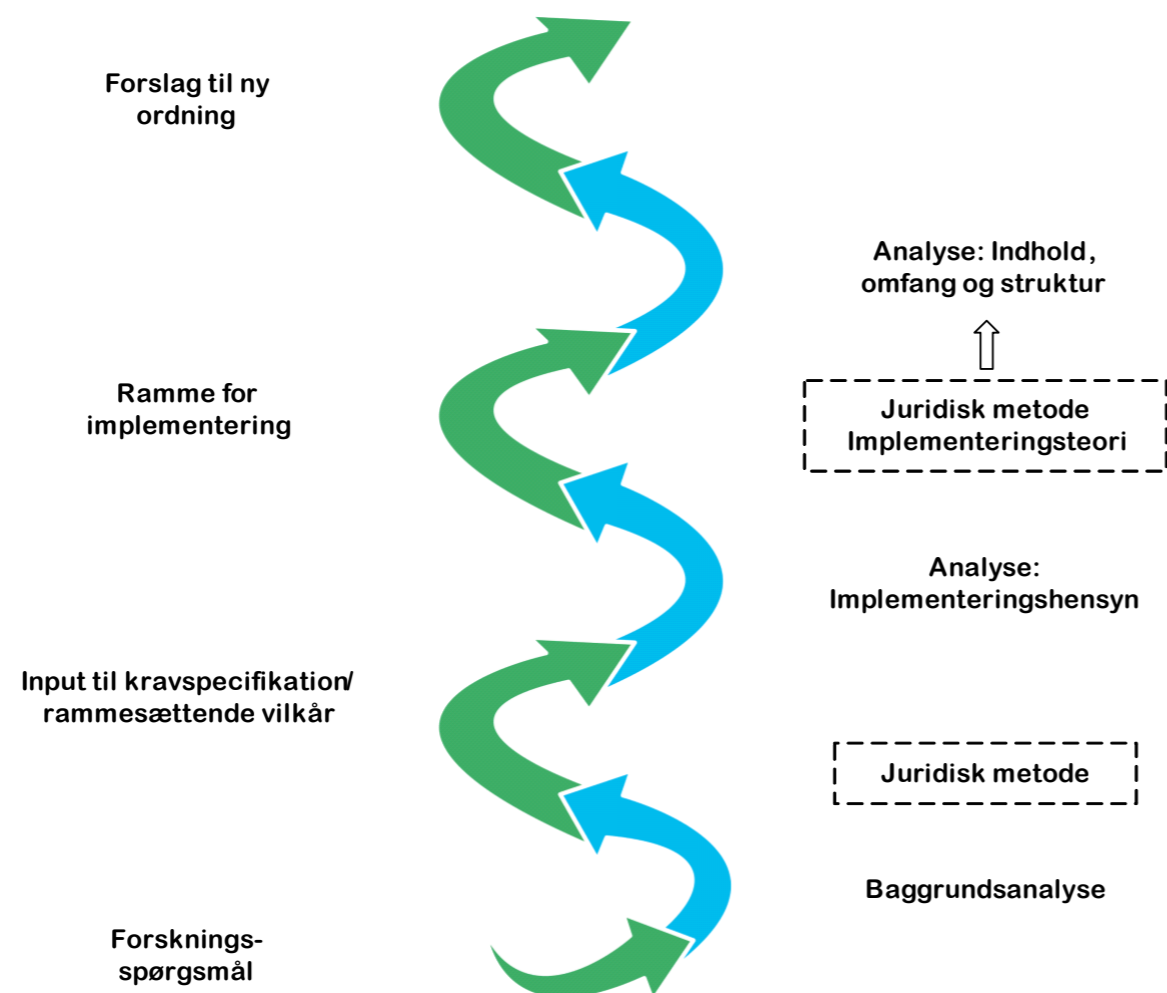 Forslag til ny
ordning
Analyse: Indhold,
omfang og struktur
Ramme for
implementering
Juridisk metode
Implementeringsteori
Analyse:
Implementeringshensyn
Input til kravspecifikation/
rammesættende vilkår
Juridisk metode
Baggrundsanalyse
Forsknings-
spørgsmål